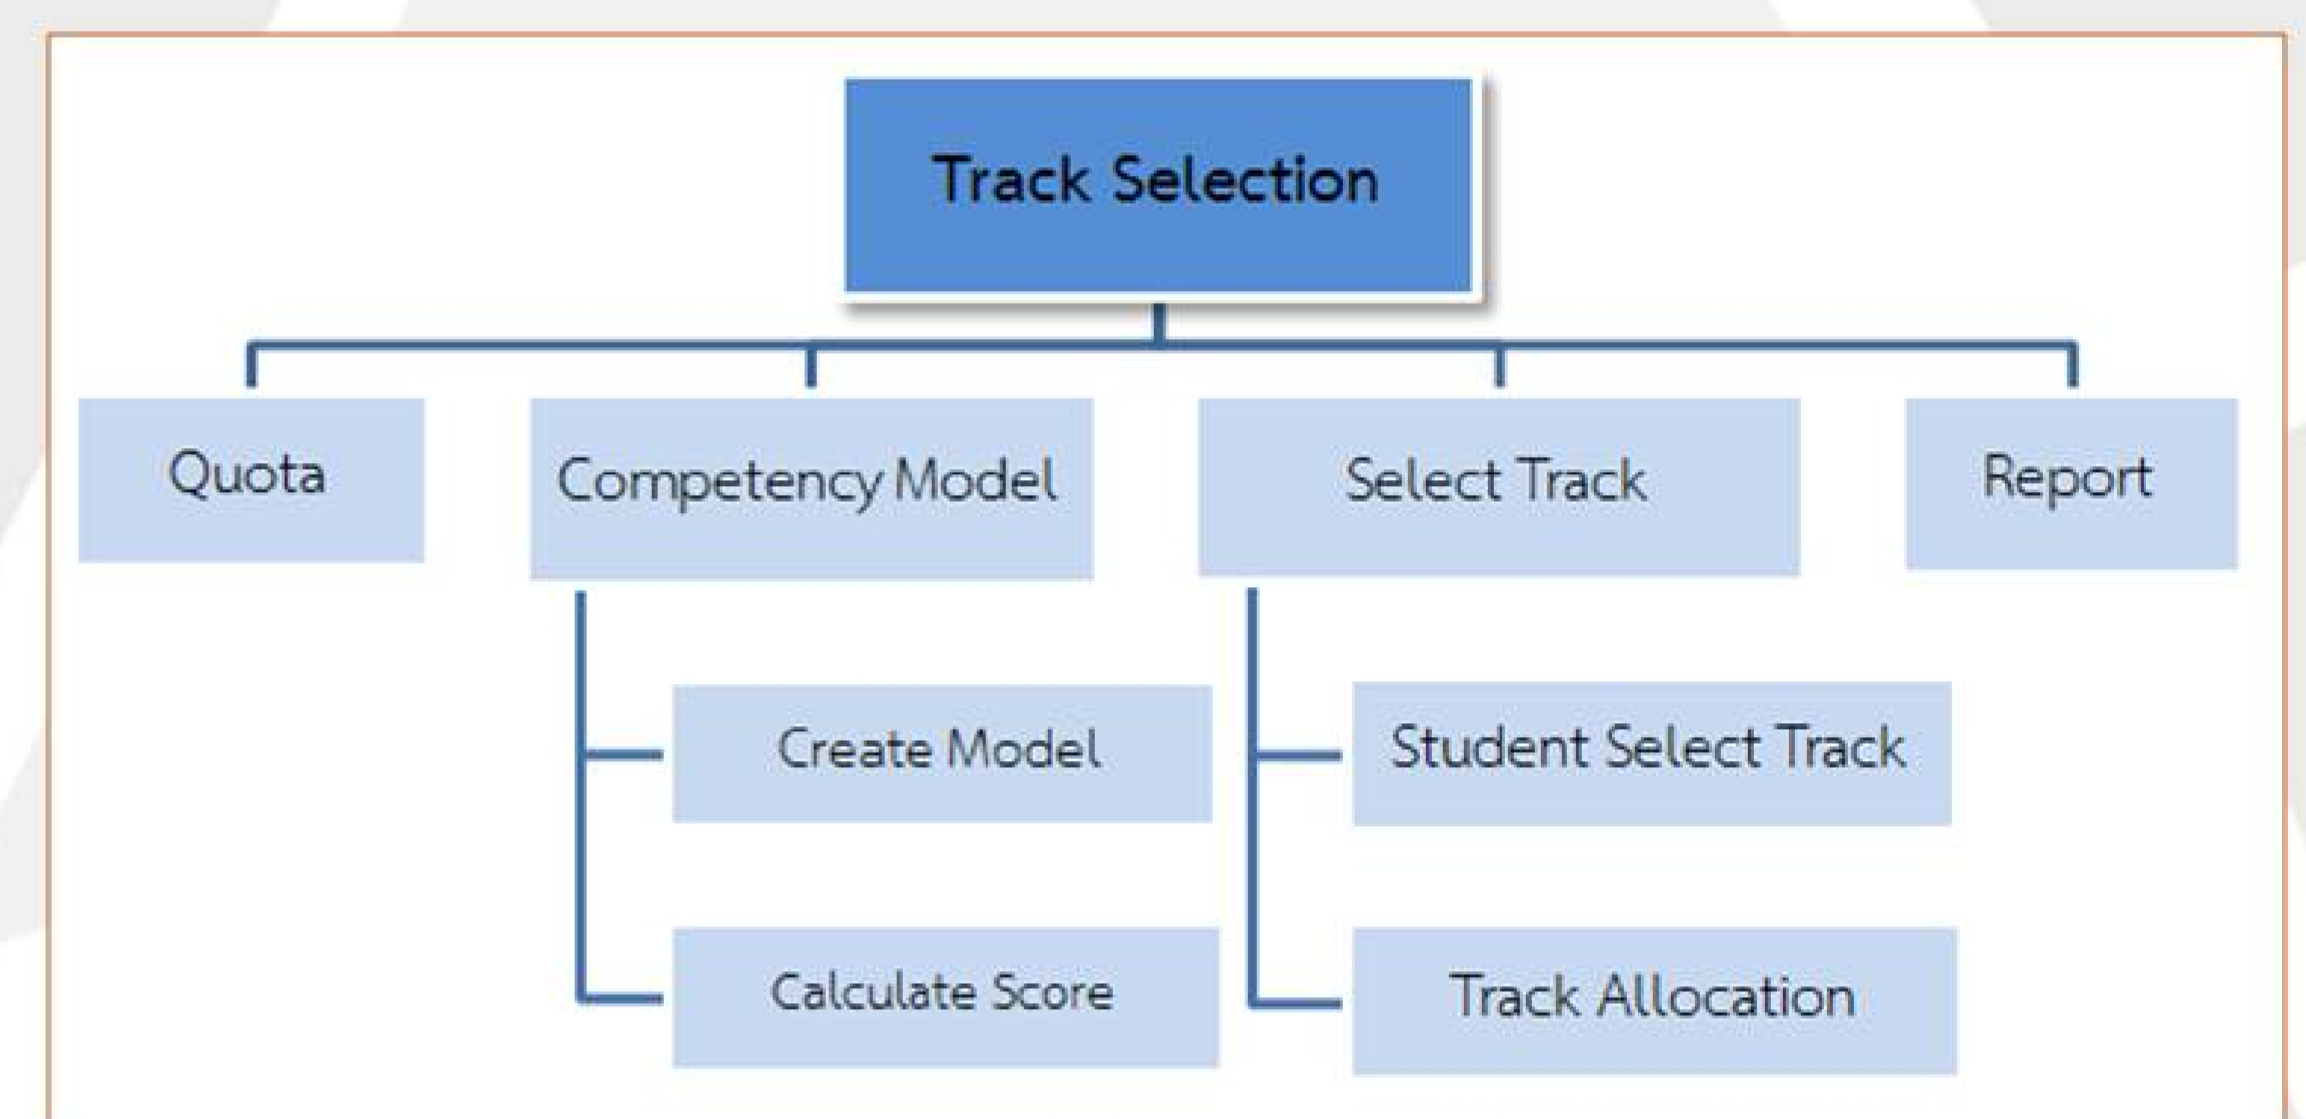 Track Selection
Quota
Competency Model
Select Track
Report
Create Model
Student Select Track
Calculate Score
Track Allocation